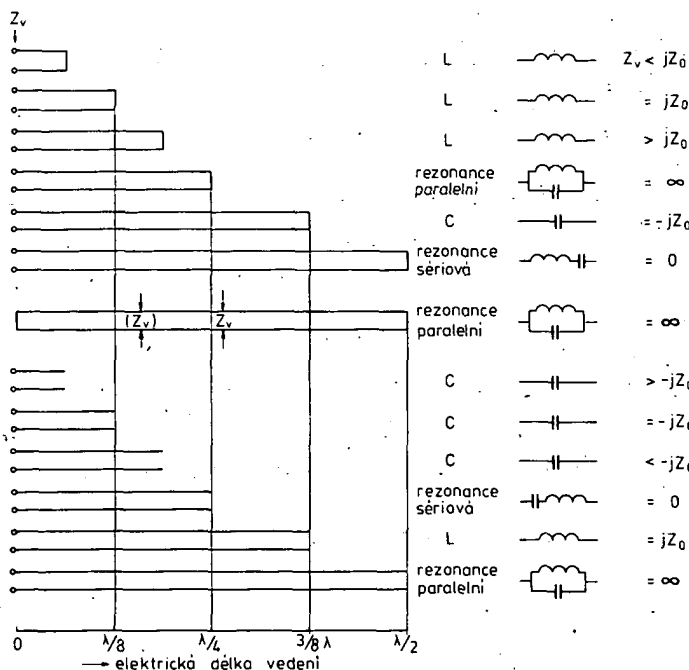 Zv
L Zv < jZ0
L = jZ0
L > jZ0
rezonance
paralelní = ∞
C = -jZ0
rezonance
sériová = 0
(Zv) Zv
rezonance
paralelní = ∞
C > -jZ0
C = -jZ0
C < -jZ0
rezonance
sériová = 0
L = jZ0
rezonance
paralelní = ∞
0 λ/8 λ/4 3/8 λ λ/2
→ elektrická délka vedení